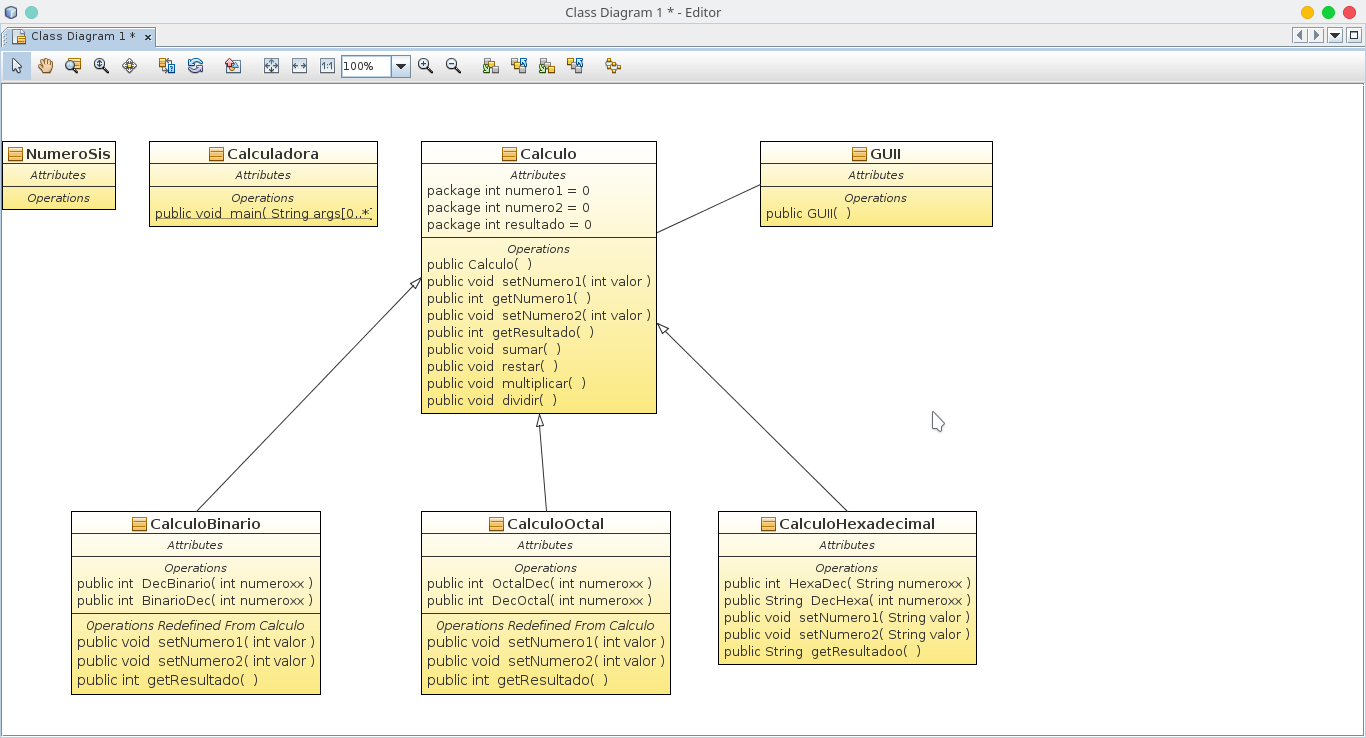 Class Diagram 1 * - Editor
Class Diagram 1 *
100%
1:1
NumeroSis
Attributes
Operations
Calculadora
Attributes
Operations
public void main( String args[0..*]
Calculo
Attributes
package int numero1 = 0
package int numero2 = 0
package int resultado = 0
Operations
public Calculo( )
public void setNumero1( int valor )
public int getNumero1( )
public void setNumero2( int valor )
public int getResultado( )
public void sumar( )
public void restar( )
public void multiplicar( )
public void dividir( )
GUII
Attributes
Operations
public GUII( )
CalculoBinario
Attributes
Operations
public int DecBinario( int numeroxx )
public int BinarioDec( int numeroxx )
Operations Redefined From Calculo
public void setNumero1( int valor )
public void setNumero2( int valor )
public int getResultado( )
CalculoOctal
Attributes
Operations
public int OctalDec( int numeroxx )
public int DecOctal( int numeroxx )
Operations Redefined From Calculo
public void setNumero1( int valor )
public void setNumero2( int valor )
public int getResultado( )
CalculoHexadecimal
Attributes
Operations
public int HexaDec( String numeroxx )
public String DecHexa( int numeroxx )
public void setNumero1( String valor )
public void setNumero2( String valor )
public String getResultadoo( )